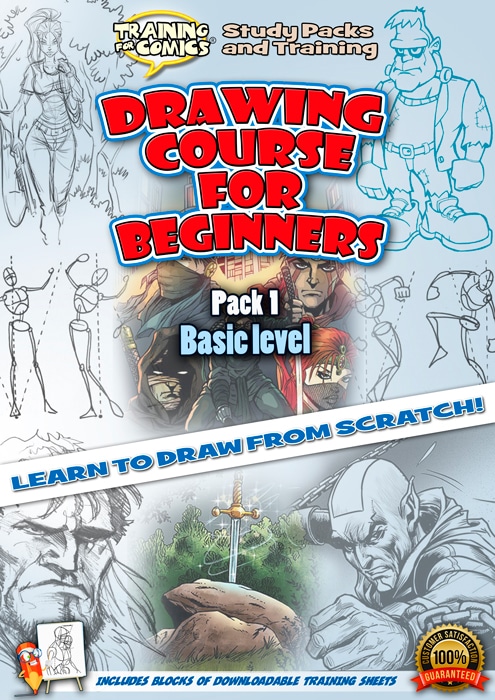 TRAINING
FOR COMICS®
Study Packs
and Training
DRAWING
COURSE
FOR
BEGINNERS
Pack 1
Basic level
LEARN TO DRAW FROM SCRATCH!
CUSTOMER SATISFACTION
100%
GUARANTEED
INCLUDES BLOCKS OF DOWNLOADABLE TRAINING SHEETS